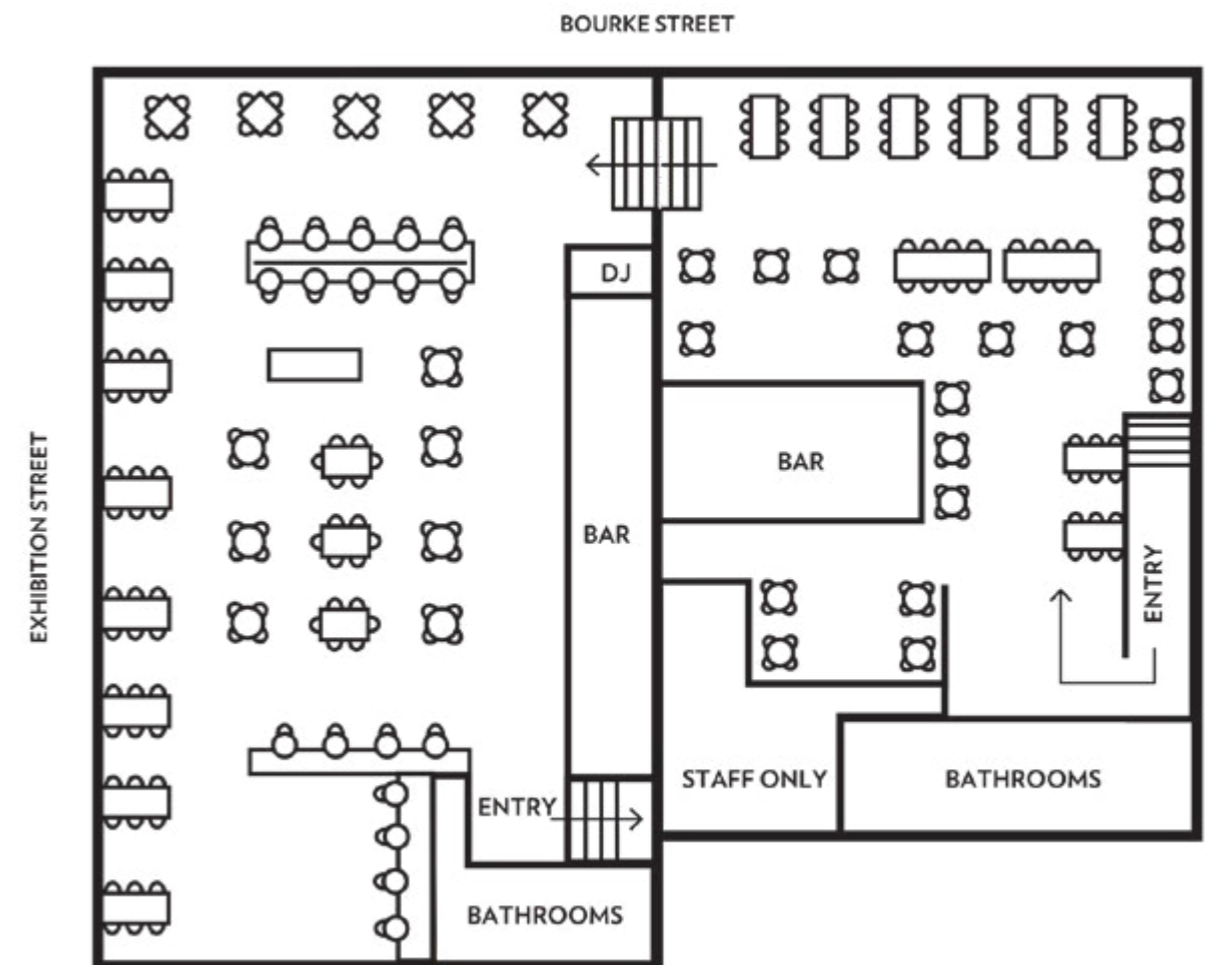 BOURKE STREET
DJ
EXHIBITION STREET
BAR
BAR
ENTRY
ENTRY
STAFF ONLY
BATHROOMS
BATHROOMS